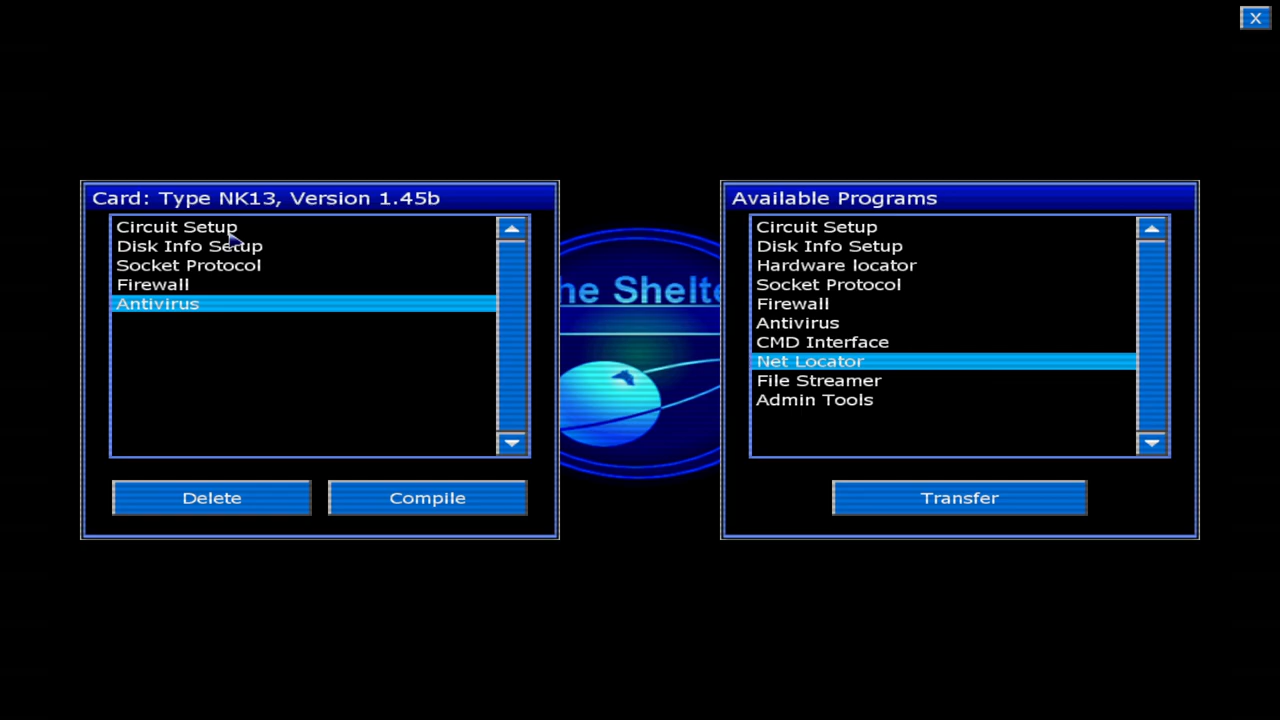 X
Card: Type NK13, Version 1.45b
Circuit Setup
Disk Info Setup
Socket Protocol
Firewall
Antivirus
Delete
Compile
he Shelte
Available Programs
Circuit Setup
Disk Info Setup
Hardware locator
Socket Protocol
Firewall
Antivirus
CMD Interface
Net Locator
File Streamer
Admin Tools
Transfer